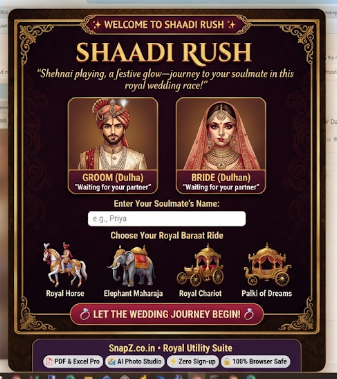 WELCOME TO SHAADI RUSH
SHAADI RUSH
"Shehnai playing, a festive glow—journey to your soulmate in this
royal wedding race!"
GROOM (Dulha)
"Waiting for your partner"
BRIDE (Dulhan)
"Waiting for your partner"
Enter Your Soulmate's Name:
e.g., Priya
Choose Your Royal Baraat Ride
Royal Horse
Elephant Maharaja
Royal Chariot
Palki of Dreams
LET THE WEDDING JOURNEY BEGIN!
SnapZ.co.in • Royal Utility Suite
PDF & Excel Pro
AI Photo Studio
Zero Sign-up
100% Browser Safe